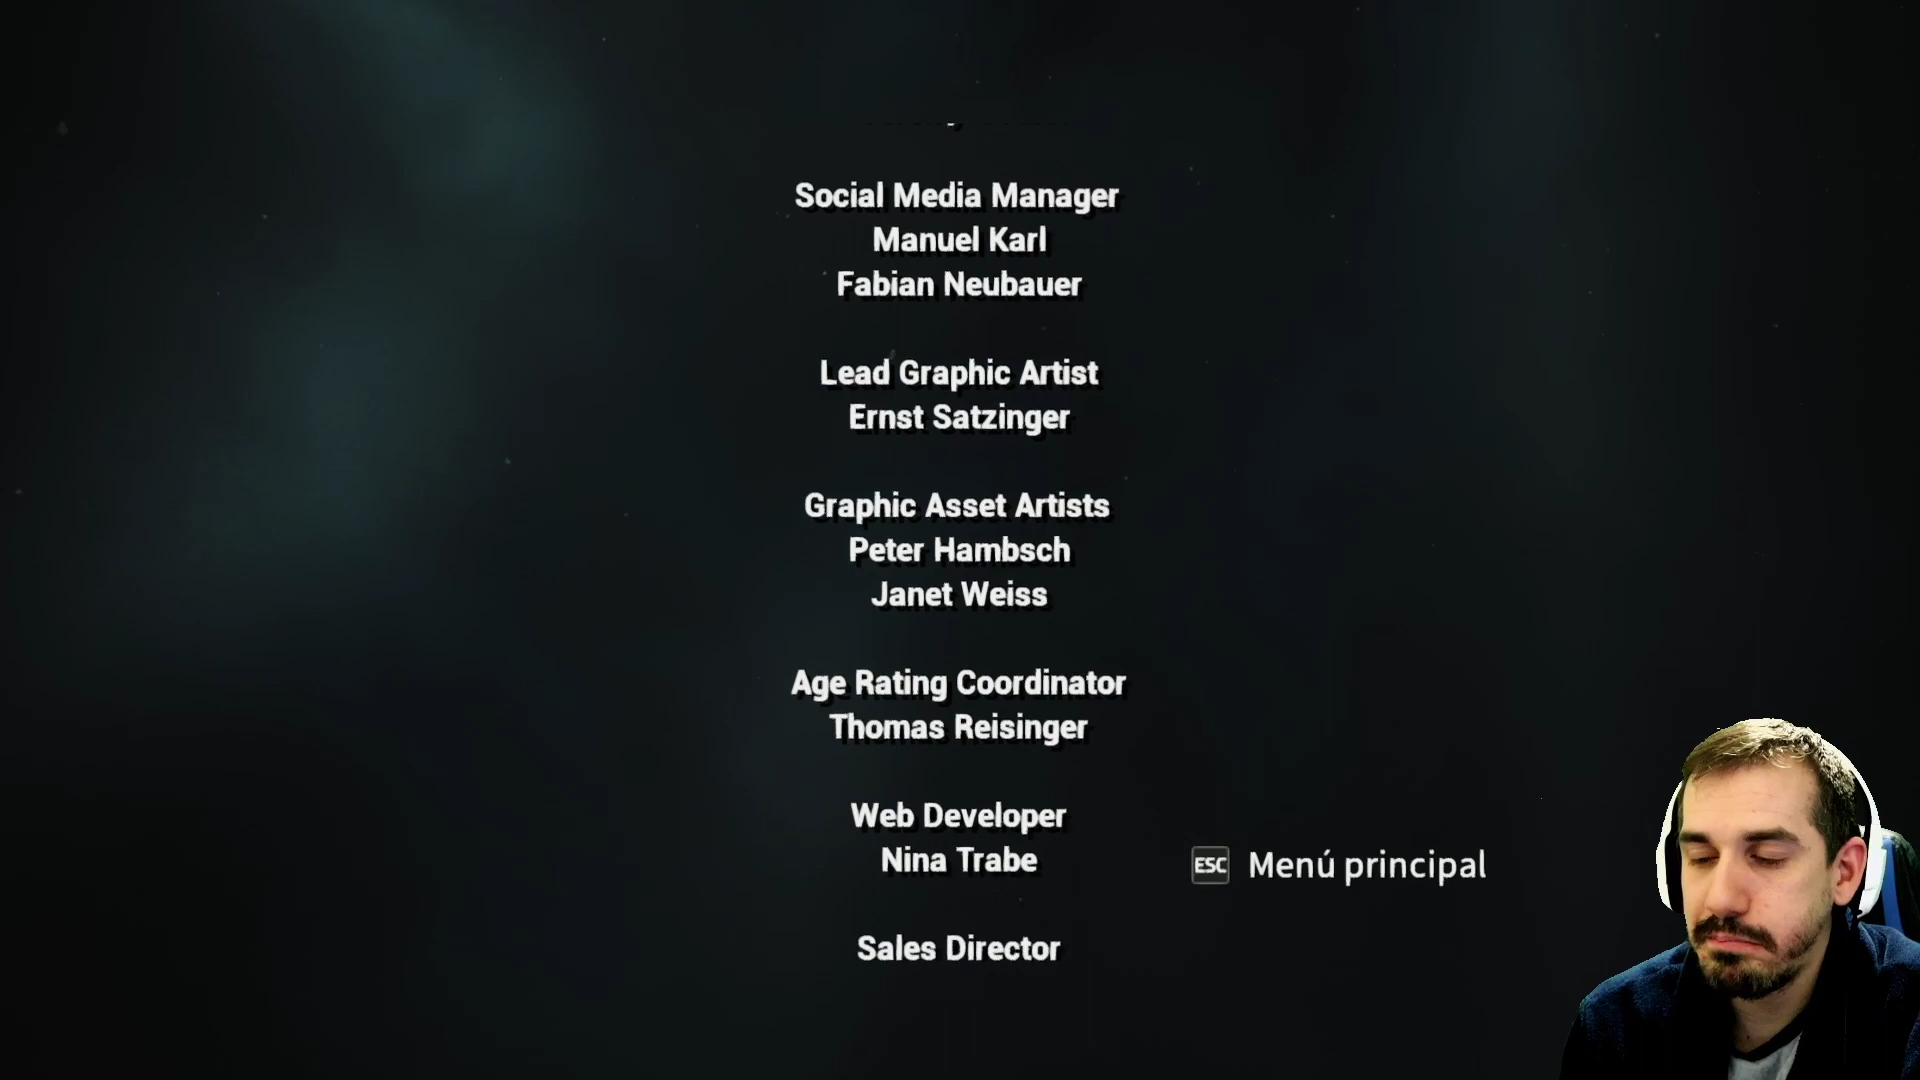 Social Media Manager
Manuel Karl
Fabian Neubauer
Lead Graphic Artist
Ernst Satzinger
Graphic Asset Artists
Peter Hambsch
Janet Weiss
Age Rating Coordinator
Thomas Reisinger
Web Developer
Nina Trabe
ESC Menú principal
Sales Director